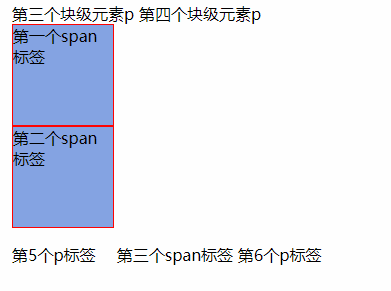 第三个块级元素p 第四个块级元素p
第一个span
标签
第二个span
标签
第5个p标签 第三个span标签 第6个p标签